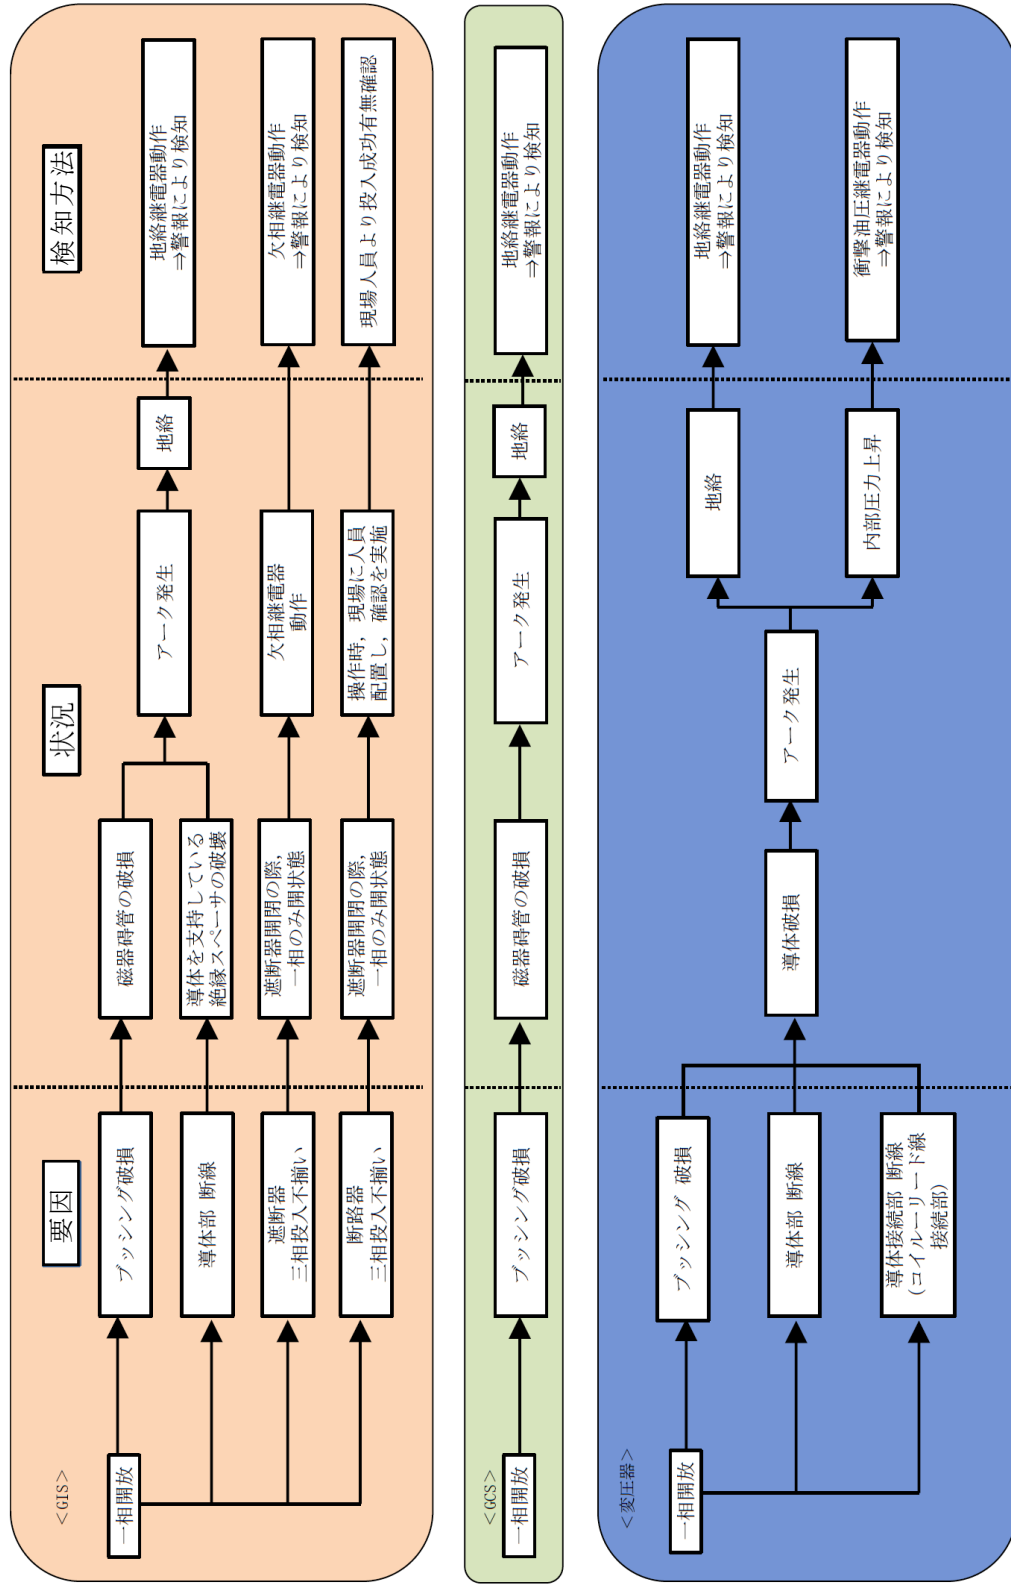 要因
状況
検知方法
<GIS>
一相開放
ブッシング破損
磁器碍管の破損
アーク発生
地絡
地絡継電器動作
⇒警報により検知
導体部 断線
導体を支持している
絶縁スペーサの破壊
遮断器
三相投入不揃い
遮断器開閉の際，
一相のみ開状態
欠相継電器
動作
欠相継電器動作
⇒警報により検知
断路器
三相投入不揃い
遮断器開閉の際，
一相のみ開状態
操作時，現場に人員
配置し，確認を実施
現場人員より投入成功有無確認
<GCS>
一相開放
ブッシング破損
磁器碍管の破損
アーク発生
地絡
地絡継電器動作
⇒警報により検知
<変圧器>
一相開放
ブッシング 破損
導体部 断線
導体接続部 断線
(コイルーリード線
接続部)
導体破損
アーク発生
地絡
地絡継電器動作
⇒警報により検知
内部圧力上昇
衝撃油圧継電器動作
⇒警報により検知